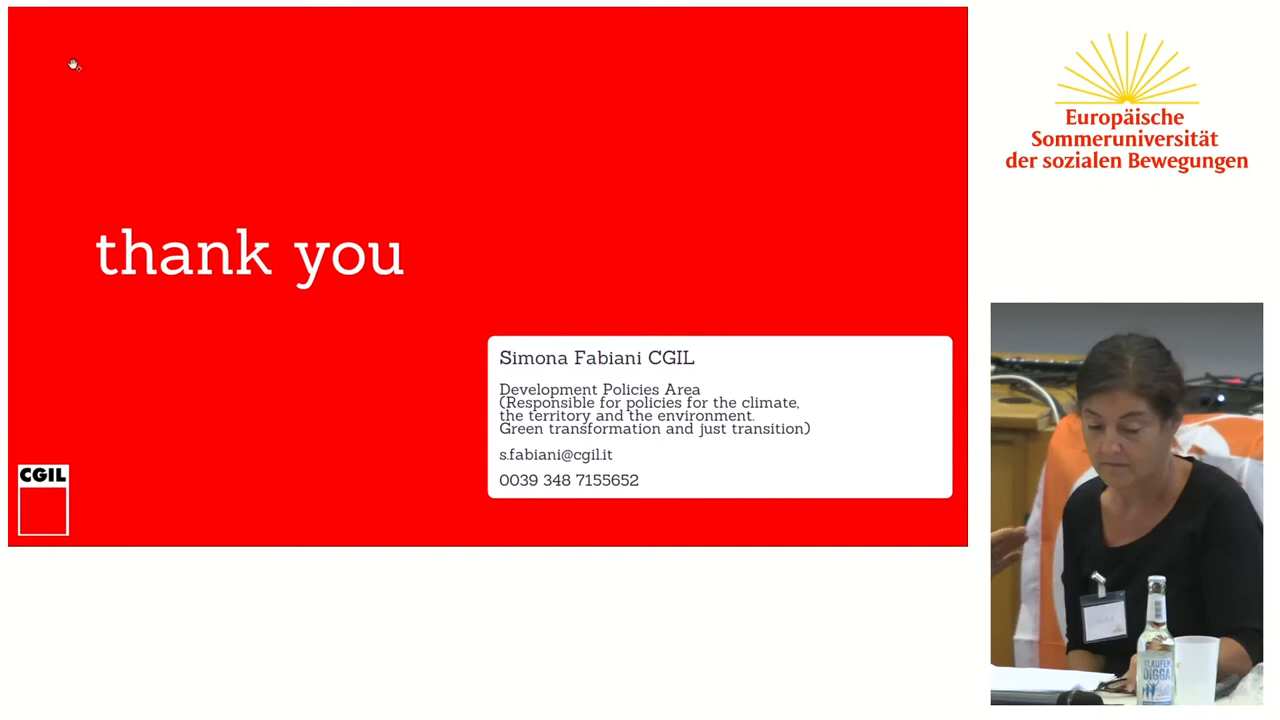 thank you
Simona Fabiani CGIL
Development Policies Area
(Responsible for policies for the climate,
the territory and the environment.
Green transformation and just transition)
s.fabiani@cgil.it
0039 348 7155652
CGIL
Europäische
Sommeruniversität
der sozialen Bewegungen
DIGGA